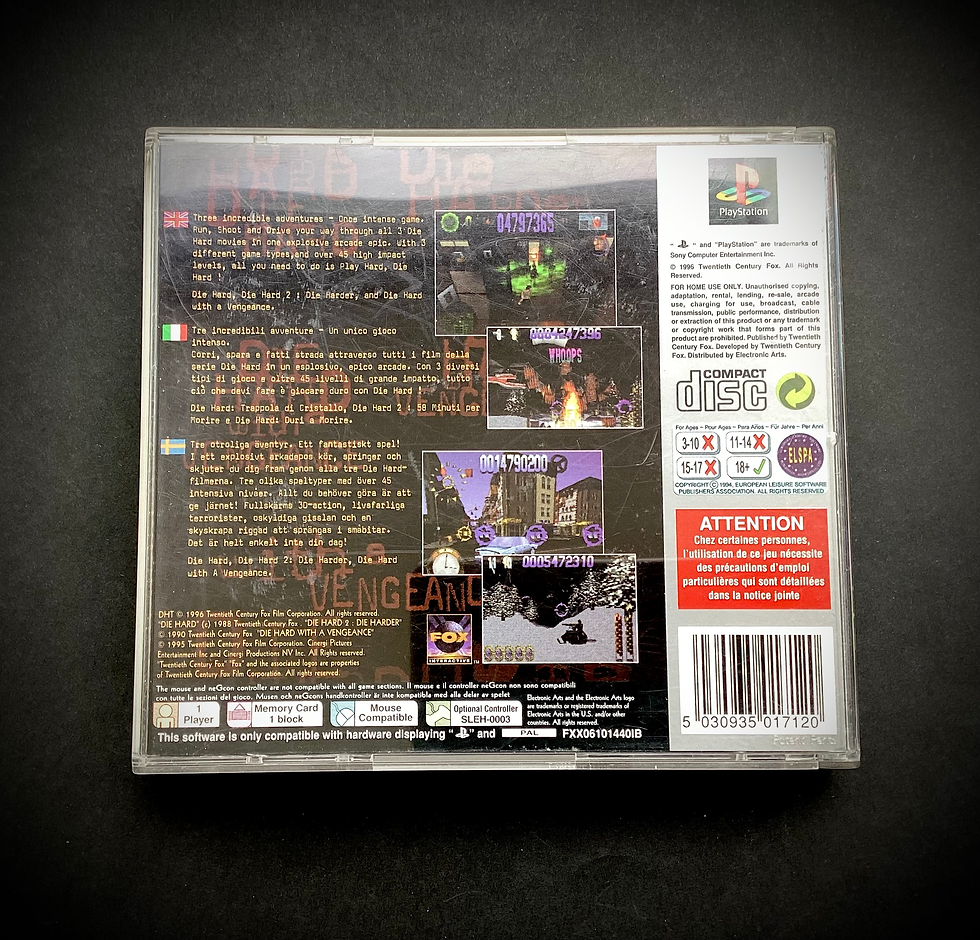 Three incredible adventures - Once intense game.
Run, Shoot and Drive your way through all 3 Die
Hard movies in one explosive arcade epic. With 3
different game types,and over 45 high impact
levels, all you need to do is Play Hard, Die
Hard !
Die Hard, Die Hard 2 : Die Harder, and Die Hard
with a Vengeance.
Tre incredibili avventure - Un unico gioco
intenso.
Corri, spara e fatti strada attraverso tutti i film della
serie Die Hard in un esplosivo, epico arcade. Con 3 diversi
tipi di gioco e oltre 45 livelli di grande impatto, tutto
ciò che devi fare è giocare duro con Die Hard !
Die Hard: Trappola di Cristallo, Die Hard 2 : 58 Minuti per
Morire e Die Hard: Duri a Morire.
Tre otroliga äventyr. Ett fantastiskt spel!
I ett explosivt arkadepos kör, springer och
skjuter du dig fram genom alla tre Die Hard-
filmerna. Tre olika speltyper med över 45
intensiva nivåer. Allt du behöver göra är att
ge järnet! Fullskärms 3D-action, livsfarliga
terrorister, oskyldiga gisslan och en
skyskrapa riggad att sprängas i småbitar.
Det är helt enkelt inte din dag!
Die Hard, Die Hard 2: Die Harder, Die Hard
with A Vengeance.
04797365
0004247396
WHOOPS
0014790200
0005472310
VENGEANC
DHT © 1996 Twentieth Century Fox Film Corporation. All rights reserved.
"DIE HARD" (c) 1988 Twentieth Century Fox . "DIE HARD 2 : DIE HARDER"
© 1990 Twentieth Century Fox "DIE HARD WITH A VENGEANCE"
© 1995 Twentieth Century Fox Film Corporation. Cinergi Pictures
Entertainment Inc and Cinergi Productions NV Inc. All Rights reserved.
"Twentieth Century Fox" "Fox" and the associated logos are properties
of Twentieth Century Fox Film Corporation. All rights reserved.
FOX
INTERACTIVE
TM
The mouse and neGcon controller are not compatible with all game sections. Il mouse e il controller neGcon non sono compatibili
con tutte le sezioni del gioco. Musen och neGcons handkontroller är inte kompatibla med alla delar av spelet
Electronic Arts and the Electronic Arts logo
are trademarks or registered trademarks of
Electronic Arts in the U.S. and/or other
countries. All rights reserved.
1
Player
Memory Card
1 block
Mouse
Compatible
Optional Controller
SLEH-0003
This software is only compatible with hardware displaying " " and PAL FXX06101440IB
PlayStation
" " and "PlayStation" are trademarks of
Sony Computer Entertainment Inc.
© 1996 Twentieth Century Fox. All Rights
Reserved.
FOR HOME USE ONLY. Unauthorised copying,
adaptation, rental, lending, re-sale, arcade
use, charging for use, broadcast, cable
transmission, public performance, distribution
or extraction of this product or any trademark
or copyright work that forms part of this
product are prohibited. Published by Twentieth
Century Fox. Developed by Twentieth Century
Fox. Distributed by Electronic Arts.
COMPACT
disc
For Ages – Pour Ages – Para Años – Für Jahre – Per Anni
3-10 11-14
15-17 18+
ELSPA
COPYRIGHT © 1994, EUROPEAN LEISURE SOFTWARE
PUBLISHERS ASSOCIATION. ALL RIGHTS RESERVED
ATTENTION
Chez certaines personnes,
l'utilisation de ce jeu nécessite
des précautions d'emploi
particulières qui sont détaillées
dans la notice jointe
5 030935 017120